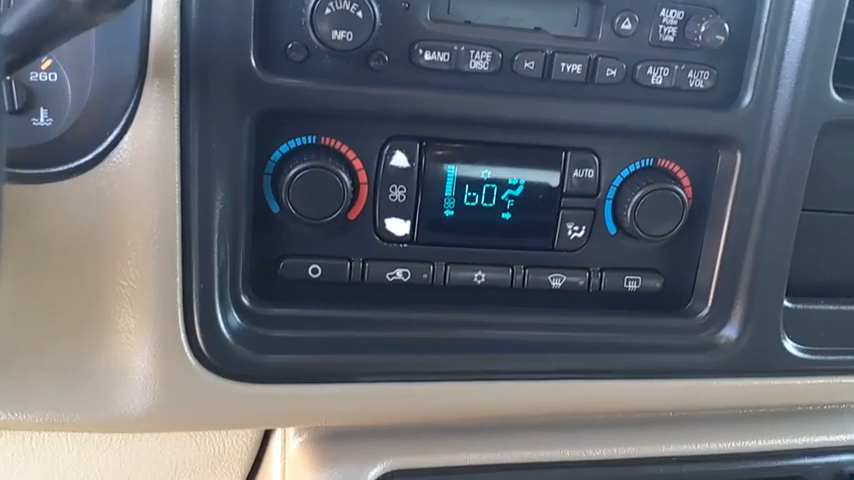 TUNE
INFO
AUDIO
PUSH
TYPE
TURN
BAND
TAPE
DISC
TYPE
AUTO
EQ
AUTO
VOL
260
60°
F
AUTO